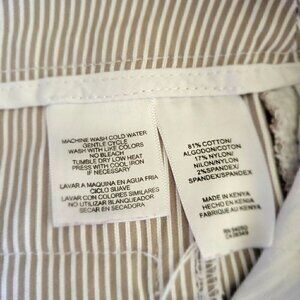 MACHINE WASH COLD WATER
GENTLE CYCLE
WASH WITH LIKE COLORS
NO BLEACH
TUMBLE DRY LOW HEAT
PRESS WITH COOL IRON
IF NECESSARY
LAVAR A MAQUINA EN AGUA FRIA
CICLO SUAVE
LAVAR CON COLORES SIMILARES
SIN UTILIZAR BLANQUEADOR
SECAR EN SECADORA
81% COTTON/
ALGODON/COTON
17% NYLON/
NILON/NYLON
2% SPANDEX/
SPANDEX/SPANDEX
MADE IN KENYA
HECHO EN KENIA
FABRIQUE AU KENYA